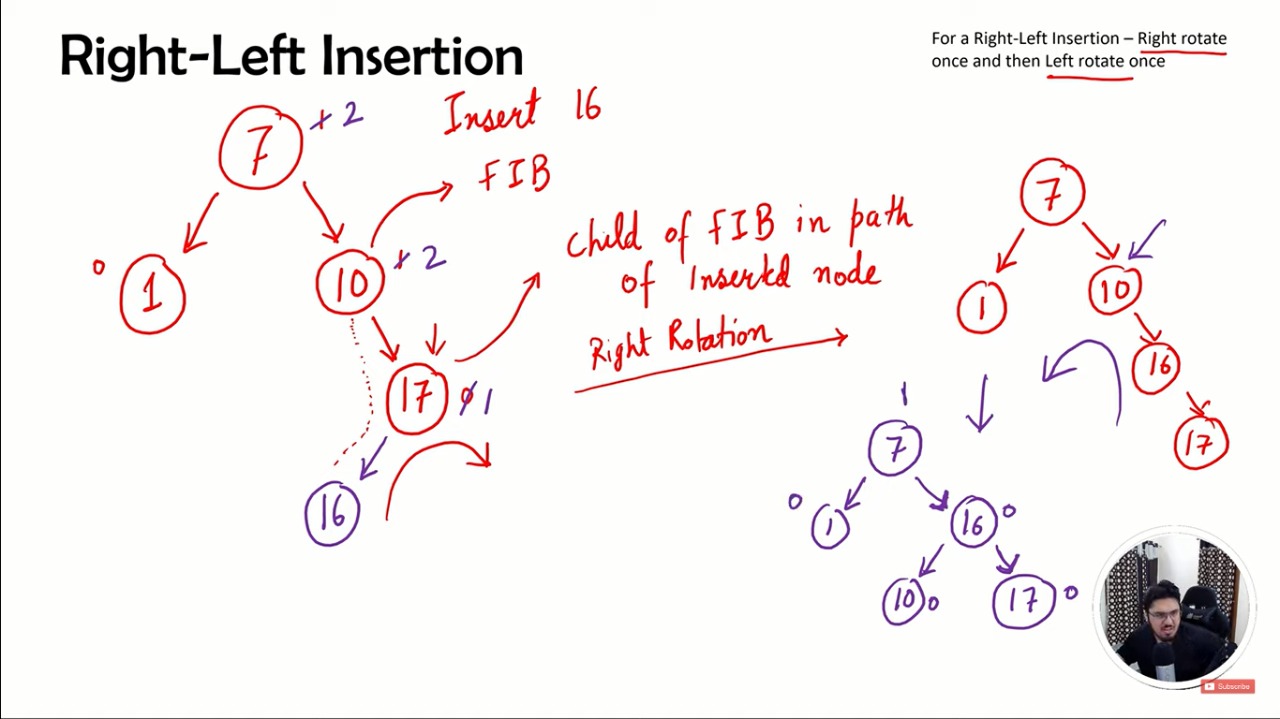 Right-Left Insertion
For a Right-Left Insertion – Right rotate
once and then Left rotate once
Insert 16
FIB
Child of FIB in path
of Inserted node
Right Rotation
7 + 2
0 1
10 + 2
17 0 1
16
7
1
10
16
17
1
7
0 1
16 0
10 0
17 0
Subscribe